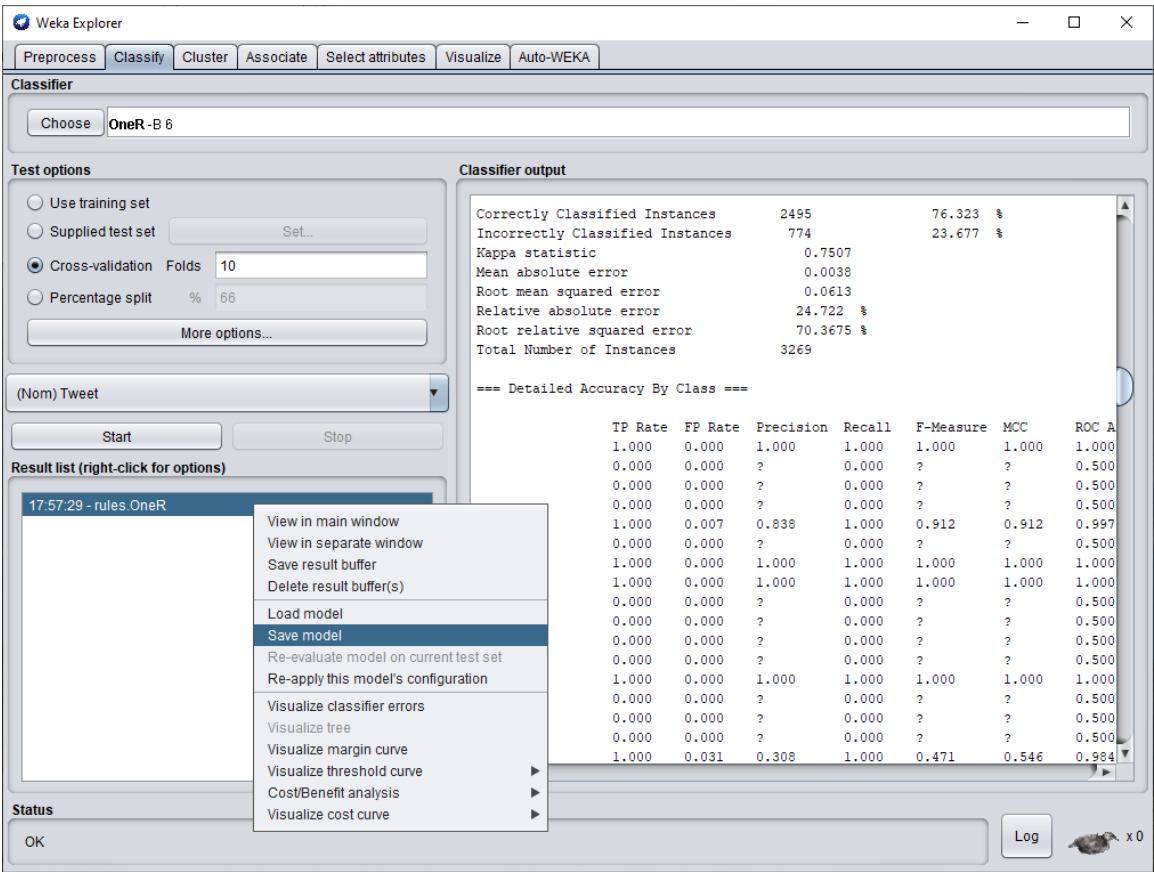 Weka Explorer
Preprocess Classify Cluster Associate Select attributes Visualize Auto-WEKA
Classifier
Choose OneR -B 6
Test options
Use training set
Supplied test set Set...
Cross-validation Folds 10
Percentage split % 66
More options...
(Nom) Tweet
Start Stop
Result list (right-click for options)
17:57:29 - rules.OneR
View in main window
View in separate window
Save result buffer
Delete result buffer(s)
Load model
Save model
Re-evaluate model on current test set
Re-apply this model's configuration
Visualize classifier errors
Visualize tree
Visualize margin curve
Visualize threshold curve
Cost/Benefit analysis
Visualize cost curve
Classifier output
Correctly Classified Instances 2495 76.323 %
Incorrectly Classified Instances 774 23.677 %
Kappa statistic 0.7507
Mean absolute error 0.0038
Root mean squared error 0.0613
Relative absolute error 24.722 %
Root relative squared error 70.3675 %
Total Number of Instances 3269
=== Detailed Accuracy By Class ===
TP Rate FP Rate Precision Recall F-Measure MCC ROC A
1.000 0.000 1.000 1.000 1.000 1.000 1.000
0.000 0.000 ? 0.000 ? ? 0.500
0.000 0.000 ? 0.000 ? ? 0.500
0.000 0.000 ? 0.000 ? ? 0.500
1.000 0.007 0.838 1.000 0.912 0.912 0.997
0.000 0.000 ? 0.000 ? ? 0.500
1.000 0.000 1.000 1.000 1.000 1.000 1.000
1.000 0.000 1.000 1.000 1.000 1.000 1.000
0.000 0.000 ? 0.000 ? ? 0.500
0.000 0.000 ? 0.000 ? ? 0.500
0.000 0.000 ? 0.000 ? ? 0.500
0.000 0.000 ? 0.000 ? ? 0.500
1.000 0.000 1.000 1.000 1.000 1.000 1.000
0.000 0.000 ? 0.000 ? ? 0.500
0.000 0.000 ? 0.000 ? ? 0.500
0.000 0.000 ? 0.000 ? ? 0.500
1.000 0.031 0.308 1.000 0.471 0.546 0.984
Status
OK
Log x 0